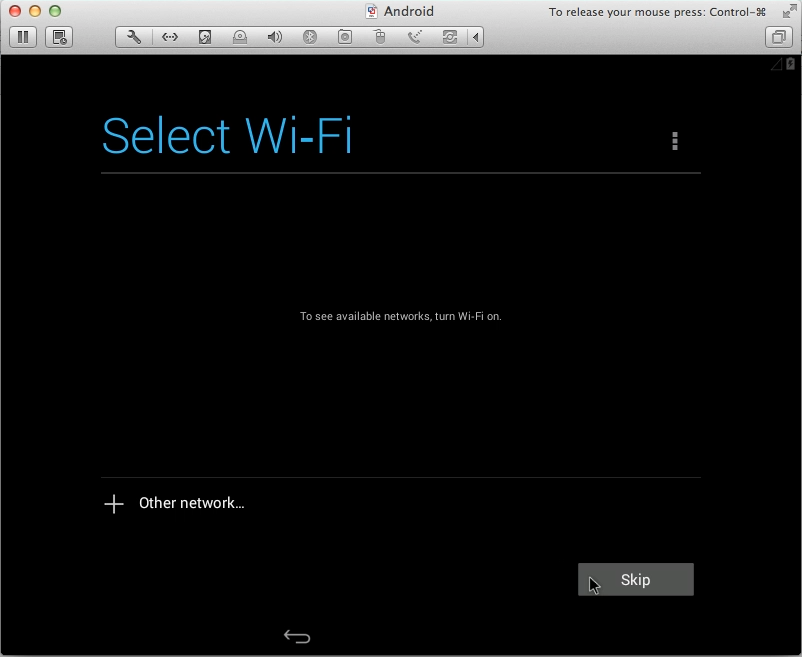 Android
To release your mouse press: Control-⌘
Select Wi-Fi
To see available networks, turn Wi-Fi on.
Other network...
Skip